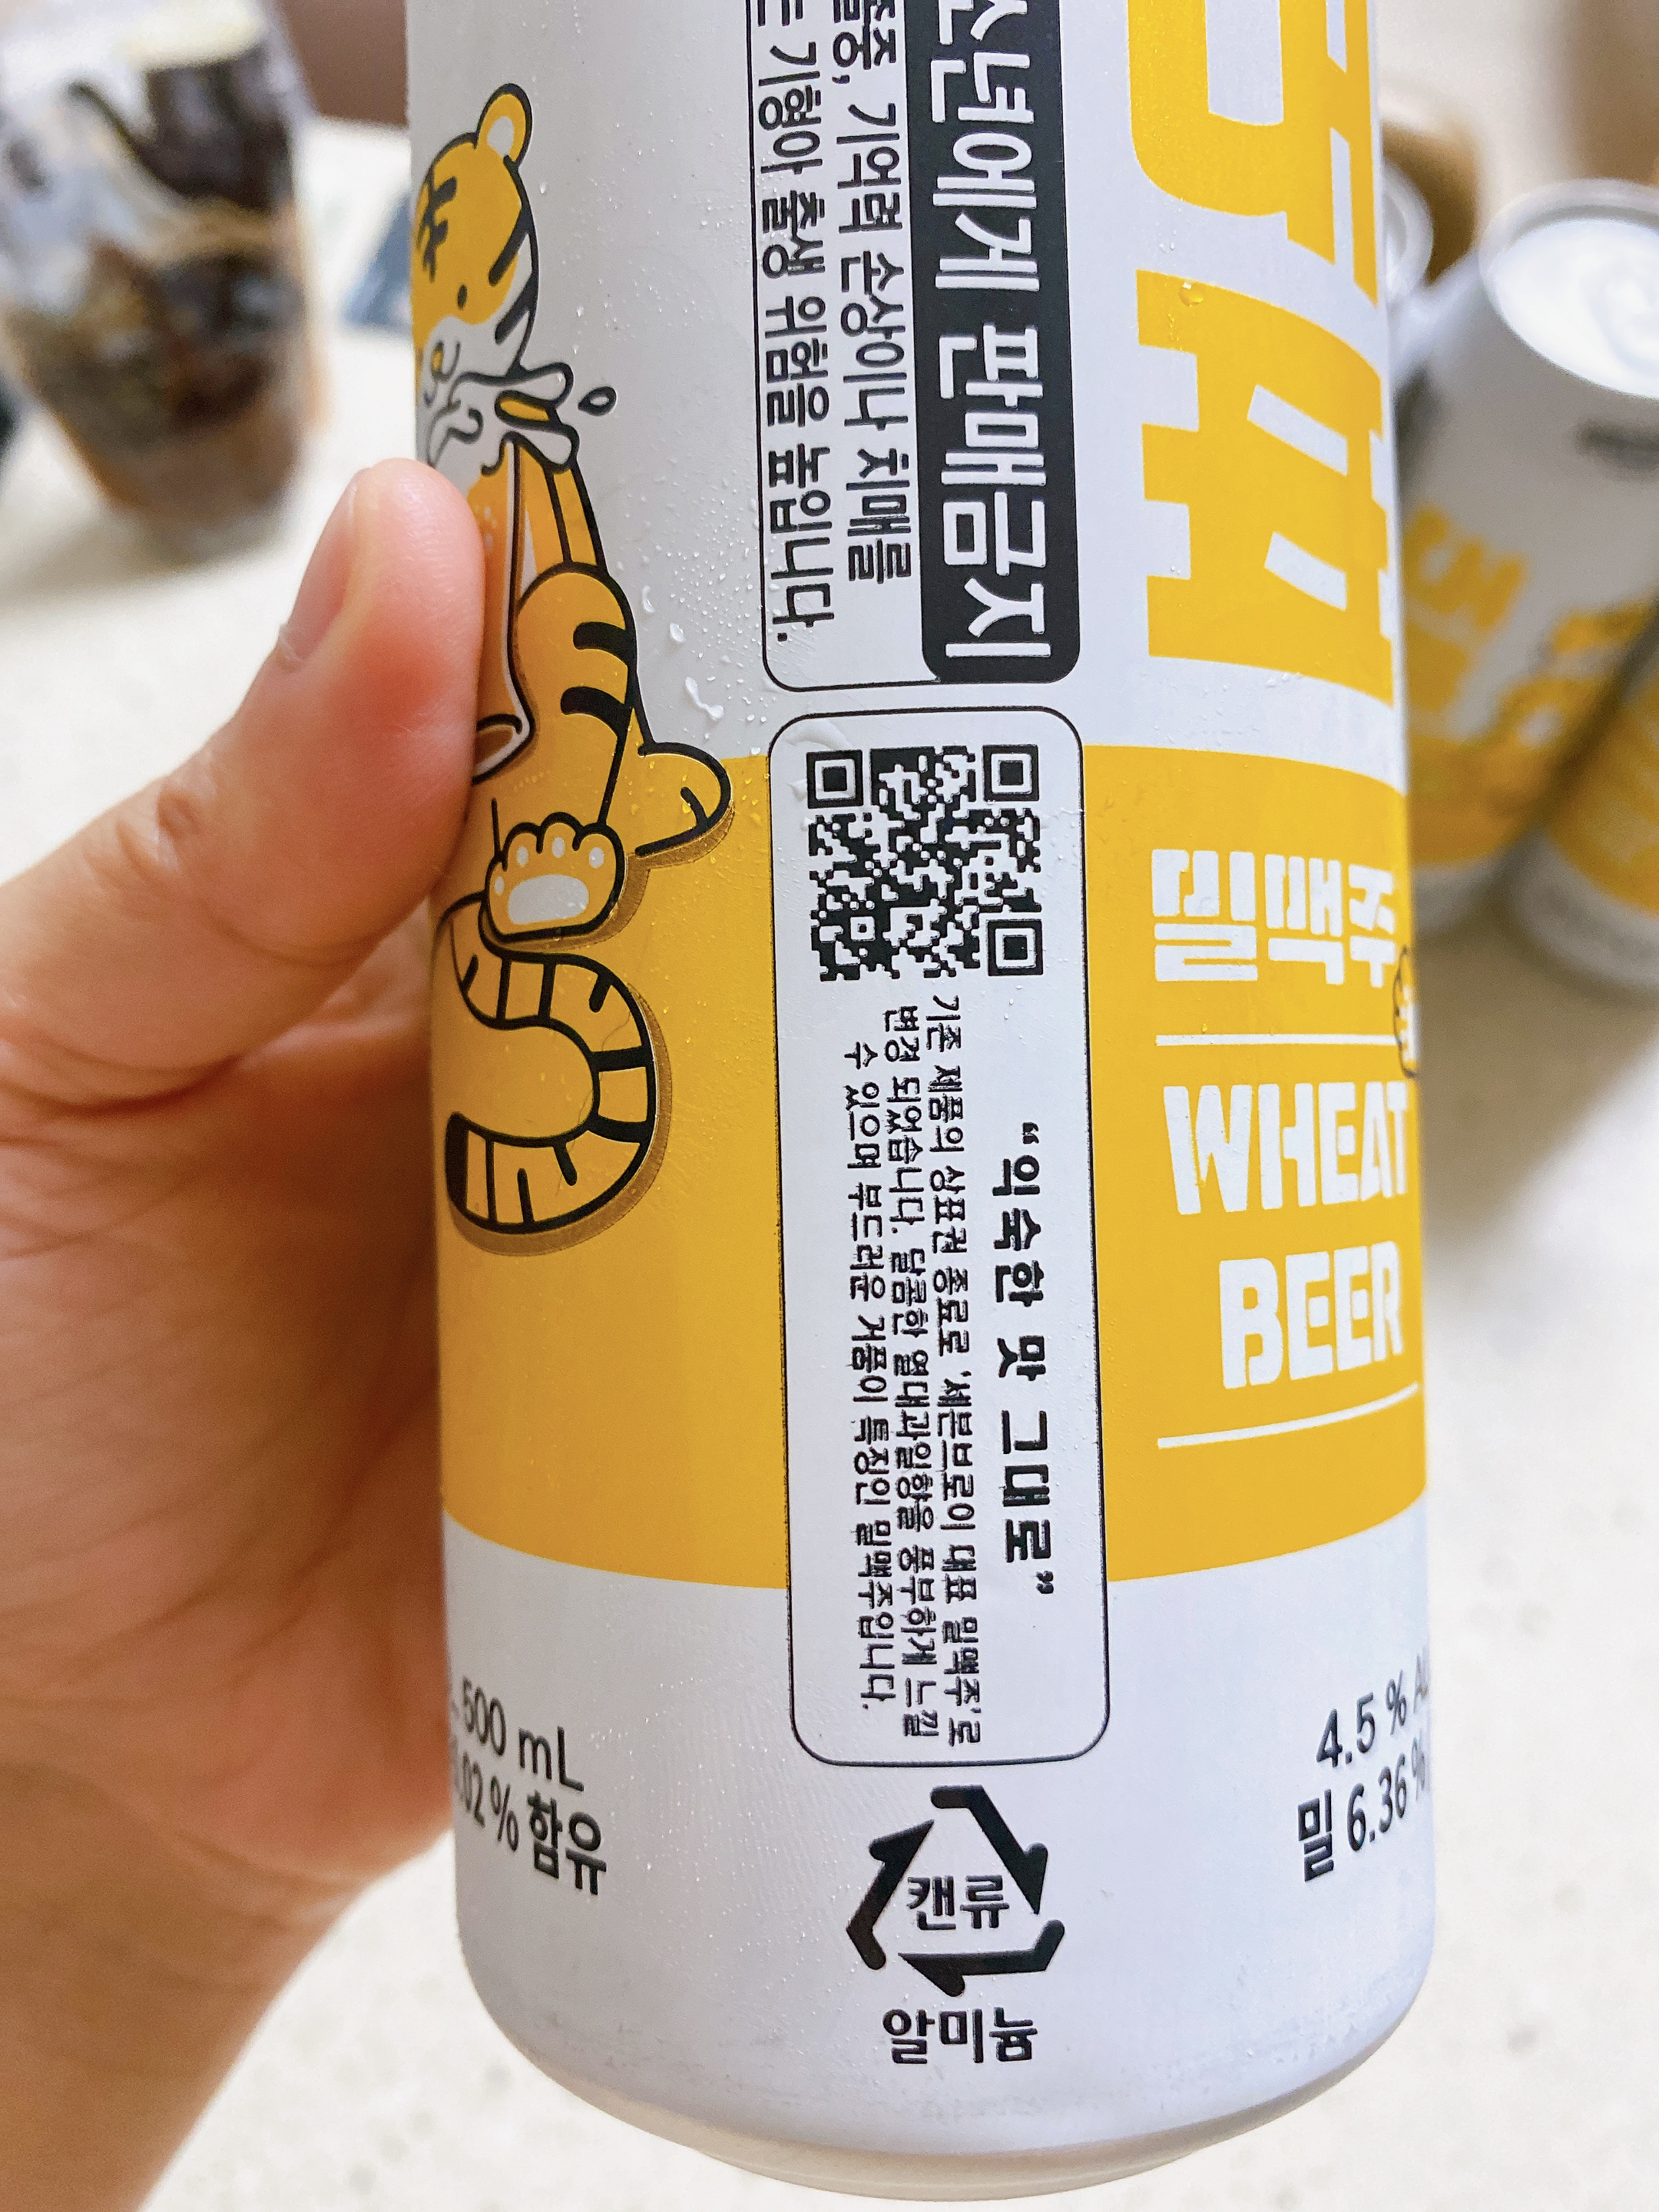 소년에게 판매금지
기억력 손상이나 치매를
기형아 출생 위험을 높입니다.
“익숙한 맛 그대로”
기존 제품의 상표권 종료로 '세븐브로이 대표 밀맥주'로
변경 되었습니다. 달콤한 열대과일향을 풍부하게 느낄
수 있으며 부드러운 거품이 특징인 밀맥주입니다.
밀맥주
WHEAT
BEER
500 mL
02 % 함유
4.5 %
밀 6.36 %
캔류
알미늄